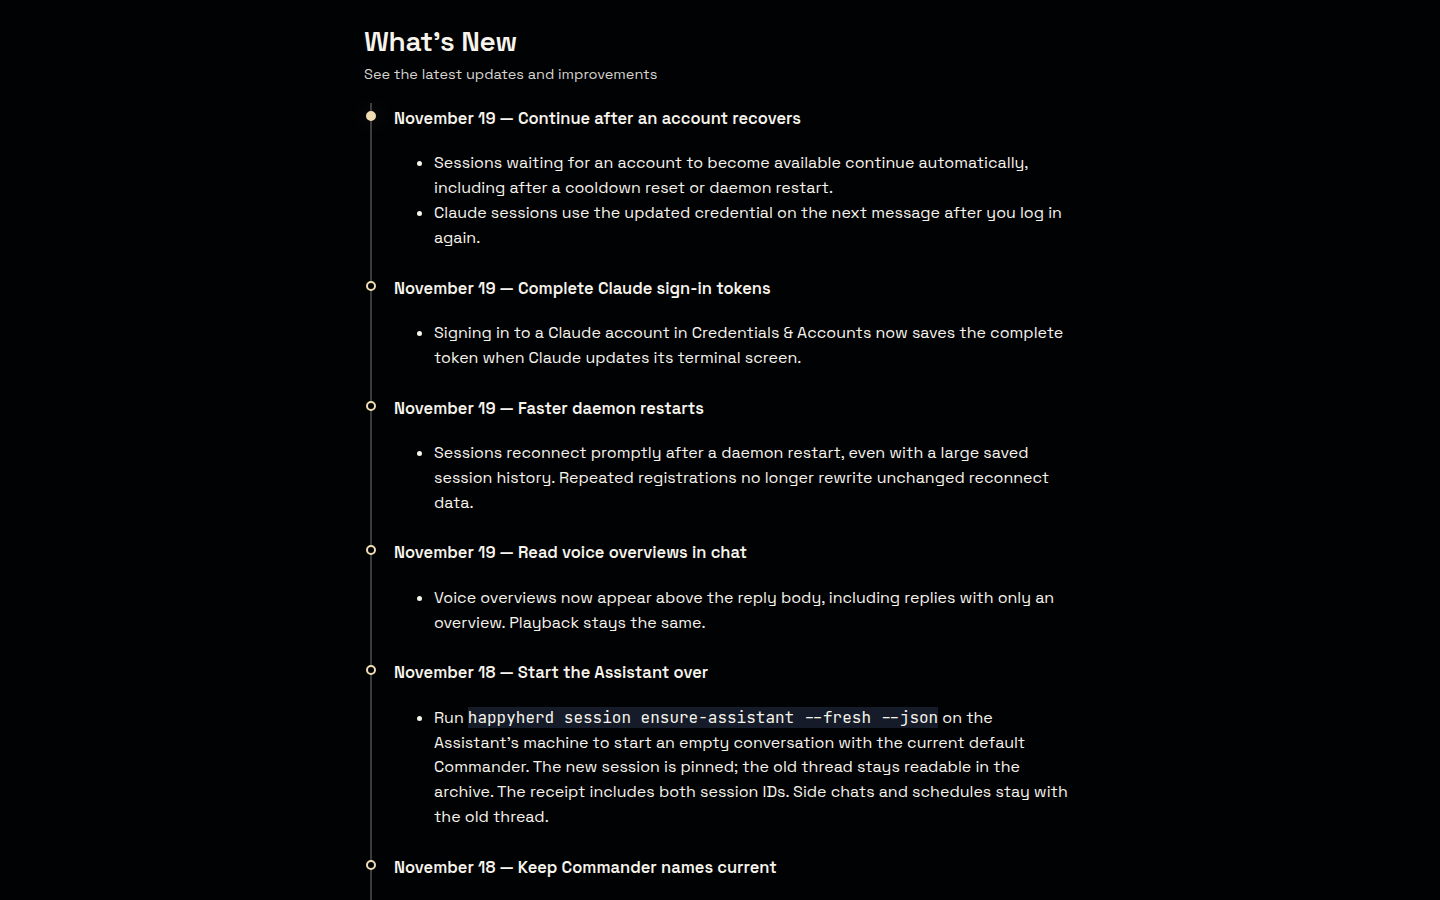 What's New
See the latest updates and improvements
November 19 — Continue after an account recovers
• Sessions waiting for an account to become available continue automatically,
including after a cooldown reset or daemon restart.
• Claude sessions use the updated credential on the next message after you log in
again.
November 19 — Complete Claude sign-in tokens
• Signing in to a Claude account in Credentials & Accounts now saves the complete
token when Claude updates its terminal screen.
November 19 — Faster daemon restarts
• Sessions reconnect promptly after a daemon restart, even with a large saved
session history. Repeated registrations no longer rewrite unchanged reconnect
data.
November 19 — Read voice overviews in chat
• Voice overviews now appear above the reply body, including replies with only an
overview. Playback stays the same.
November 18 — Start the Assistant over
• Run happyherd session ensure-assistant --fresh --json on the
Assistant's machine to start an empty conversation with the current default
Commander. The new session is pinned; the old thread stays readable in the
archive. The receipt includes both session IDs. Side chats and schedules stay with
the old thread.
November 18 — Keep Commander names current